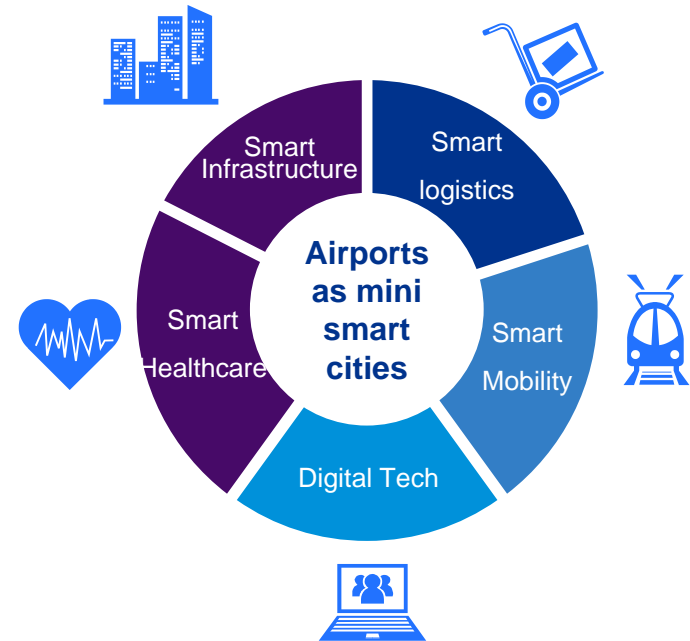 Smart
Infrastructure
Smart
logistics
Airports
as mini
smart
cities
Smart
Healthcare
Smart
Mobility
Digital Tech